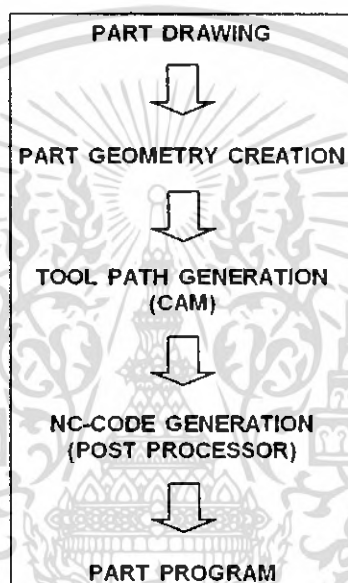 PART DRAWING
PART GEOMETRY CREATION
TOOL PATH GENERATION
(CAM)
NC-CODE GENERATION
(POST PROCESSOR)
PART PROGRAM